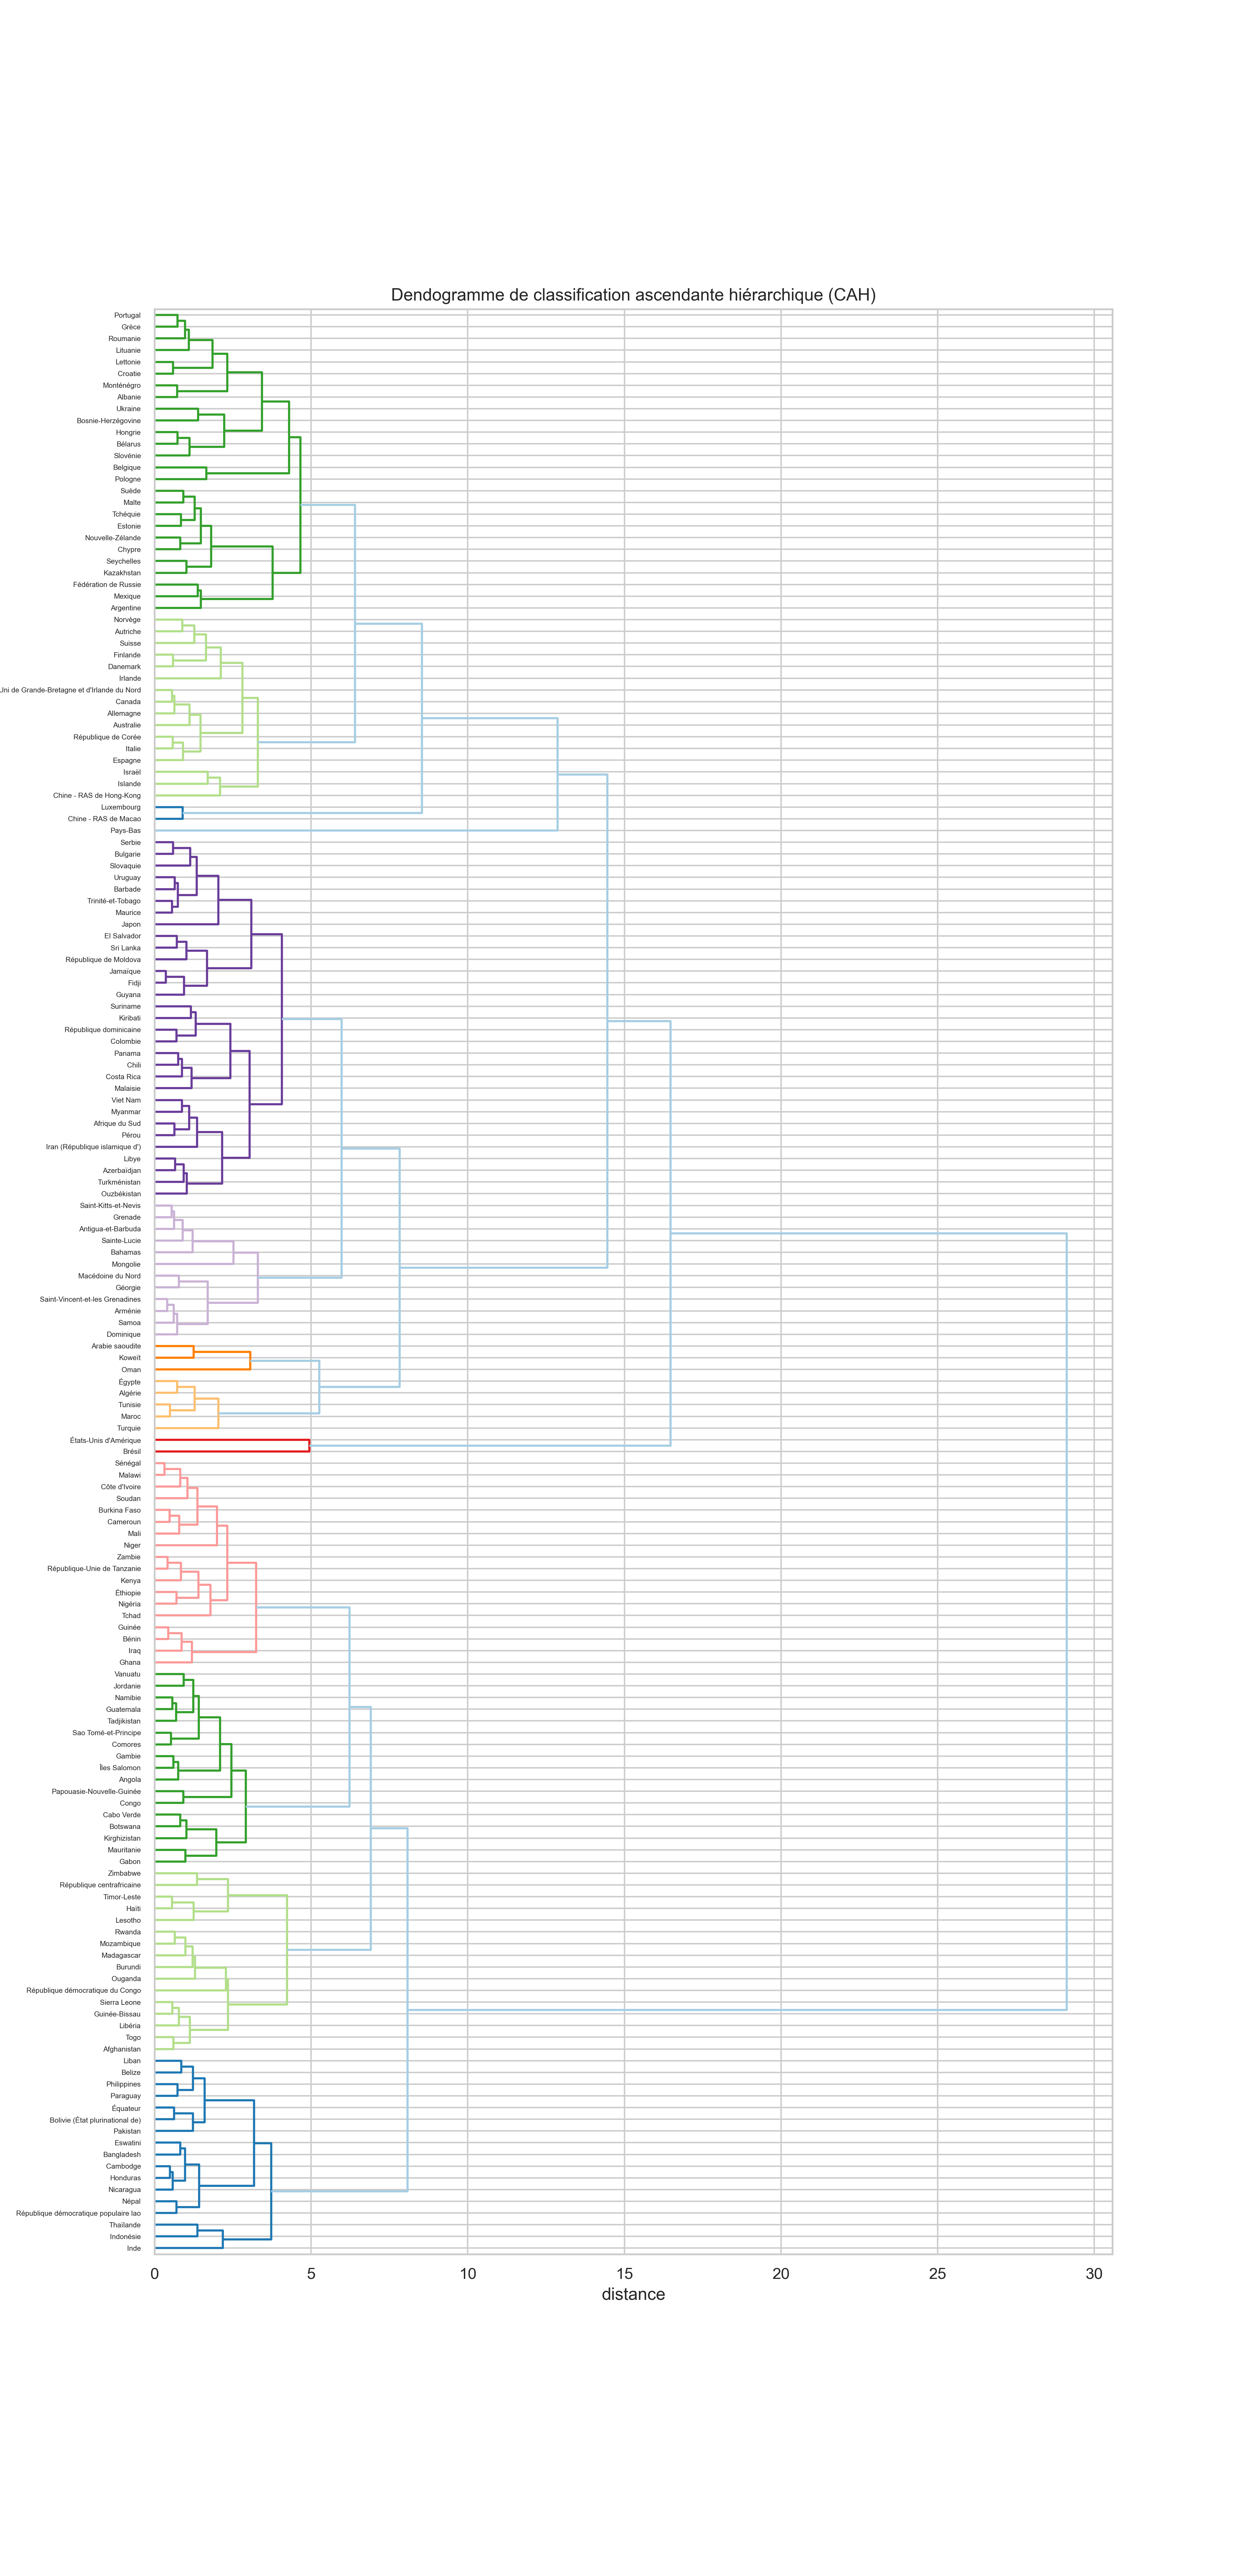 Dendogramme de classification ascendante hiérarchique (CAH)
Portugal
Grèce
Roumanie
Lituanie
Lettonie
Croatie
Monténégro
Albanie
Ukraine
Bosnie-Herzégovine
Hongrie
Bélarus
Slovénie
Belgique
Pologne
Suède
Malte
Tchéquie
Estonie
Nouvelle-Zélande
Chypre
Seychelles
Kazakhstan
Fédération de Russie
Mexique
Argentine
Norvège
Autriche
Suisse
Finlande
Danemark
Irlande
Uni de Grande-Bretagne et d'Irlande du Nord
Canada
Allemagne
Australie
République de Corée
Italie
Espagne
Israël
Islande
Chine - RAS de Hong-Kong
Luxembourg
Chine - RAS de Macao
Pays-Bas
Serbie
Bulgarie
Slovaquie
Uruguay
Barbade
Trinité-et-Tobago
Maurice
Japon
El Salvador
Sri Lanka
République de Moldova
Jamaïque
Fidji
Guyana
Suriname
Kiribati
République dominicaine
Colombie
Panama
Chili
Costa Rica
Malaisie
Viet Nam
Myanmar
Afrique du Sud
Pérou
Iran (République islamique d')
Libye
Azerbaïdjan
Turkménistan
Ouzbékistan
Saint-Kitts-et-Nevis
Grenade
Antigua-et-Barbuda
Sainte-Lucie
Bahamas
Mongolie
Macédoine du Nord
Géorgie
Saint-Vincent-et-les Grenadines
Arménie
Samoa
Dominique
Arabie saoudite
Koweït
Oman
Égypte
Algérie
Tunisie
Maroc
Turquie
États-Unis d'Amérique
Brésil
Sénégal
Malawi
Côte d'Ivoire
Soudan
Burkina Faso
Cameroun
Mali
Niger
Zambie
République-Unie de Tanzanie
Kenya
Éthiopie
Nigéria
Tchad
Guinée
Bénin
Iraq
Ghana
Vanuatu
Jordanie
Namibie
Guatemala
Tadjikistan
Sao Tomé-et-Principe
Comores
Gambie
Îles Salomon
Angola
Papouasie-Nouvelle-Guinée
Congo
Cabo Verde
Botswana
Kirghizistan
Mauritanie
Gabon
Zimbabwe
République centrafricaine
Timor-Leste
Haïti
Lesotho
Rwanda
Mozambique
Madagascar
Burundi
Ouganda
République démocratique du Congo
Sierra Leone
Guinée-Bissau
Libéria
Togo
Afghanistan
Liban
Belize
Philippines
Paraguay
Équateur
Bolivie (État plurinational de)
Pakistan
Eswatini
Bangladesh
Cambodge
Honduras
Nicaragua
Népal
République démocratique populaire lao
Thaïlande
Indonésie
Inde
0 5 10 15 20 25 30
distance